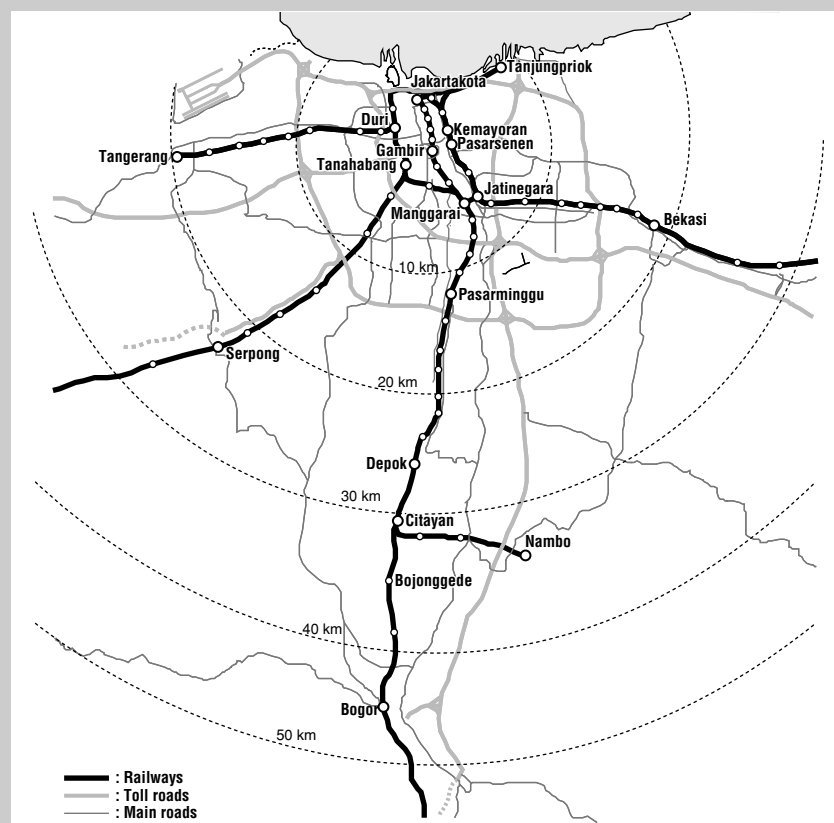 Tanjungpriok
Jakartakota
Duri
Kemayoran
Pasarsenen
Gambir
Tangerang
Tanahabang
Jatinegara
Manggarai
Bekasi
10 km
Pasarminggu
Serpong
20 km
Depok
30 km
Citayan
Nambo
Bojonggede
40 km
Bogor
50 km
: Railways
: Toll roads
: Main roads